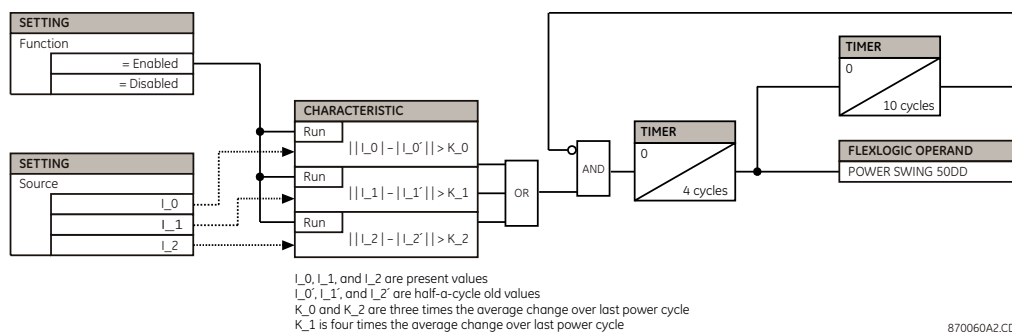 SETTING
Function
= Enabled
= Disabled
SETTING
Source
I_0
I_1
I_2
CHARACTERISTIC
Run
||I_0|–|I_0´||>K_0
Run
||I_1|–|I_1´||>K_1
Run
||I_2|–|I_2´||>K_2
OR
AND
TIMER
0
4 cycles
TIMER
0
10 cycles
FLEXLOGIC OPERAND
POWER SWING 50DD
I_0, I_1, and I_2 are present values
I_0´, I_1´, and I_2´ are half-a-cycle old values
K_0 and K_2 are three times the average change over last power cycle
K_1 is four times the average change over last power cycle